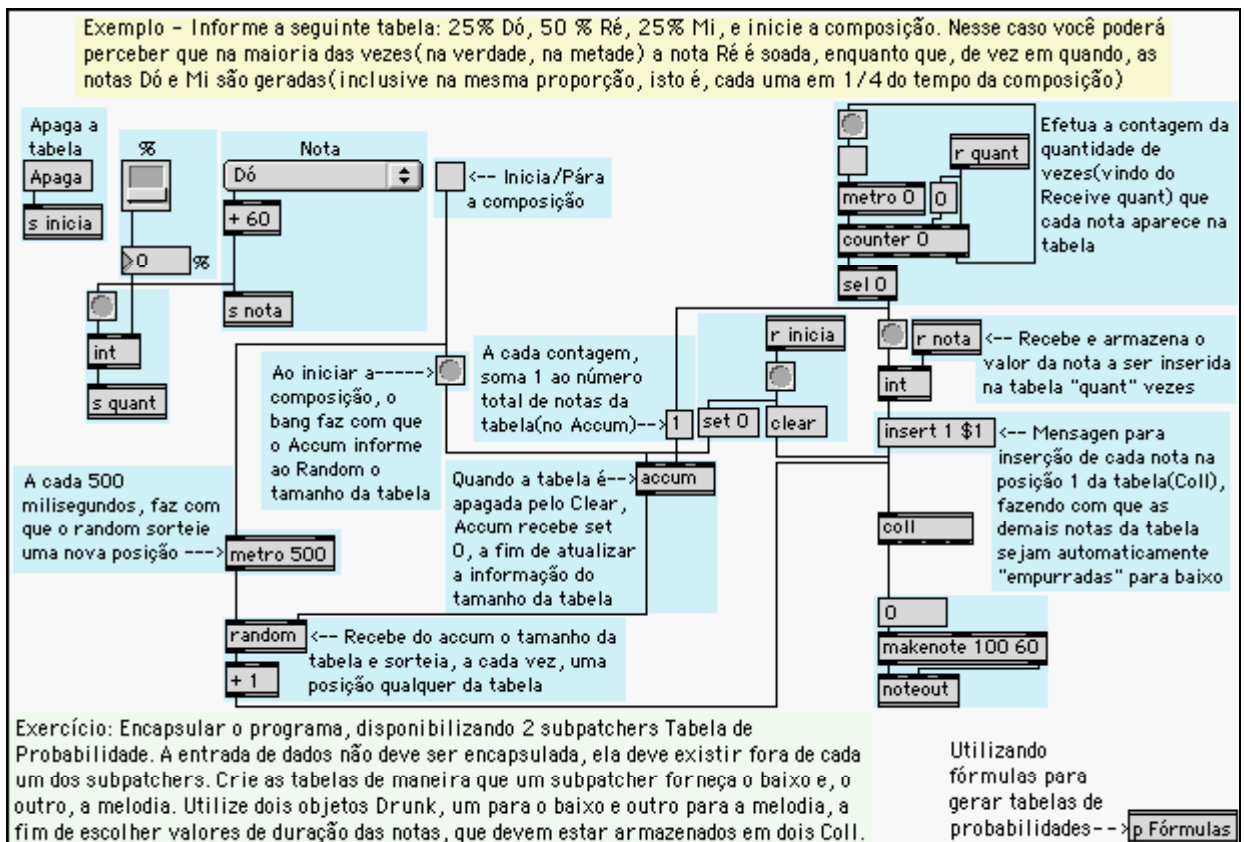 Exemplo - Informe a seguinte tabela: 25% Dó, 50 % Ré, 25% Mi, e inicie a composição. Nesse caso você poderá
perceber que na maioria das vezes(na verdade, na metade) a nota Ré é soada, enquanto que, de vez em quando, as
notas Dó e Mi são geradas(inclusive na mesma proporção, isto é, cada uma em 1/4 do tempo da composição)
Apaga a
tabela
Apaga
s inicia
%
0
%
int
s quant
Nota
Dó
+ 60
s nota
<-- Inicia/Pára
a composição
metro 0
r quant
0
counter 0
sel 0
Efetua a contagem da
quantidade de
vezes(vindo do
Receive quant) que
cada nota aparece na
tabela
Ao iniciar a----->
composição, o
bang faz com que
o Accum informe
ao Random o
tamanho da tabela
A cada contagem,
soma 1 ao número
total de notas da
tabela(no Accum)-->
1
set 0
r inicia
clear
r nota
int
<-- Recebe e armazena o
valor da nota a ser inserida
na tabela "quant" vezes
insert 1 $1
<-- Mensagen para
inserção de cada nota na
posição 1 da tabela(Coll),
fazendo com que as
demais notas da tabela
sejam automaticamente
"empurradas" para baixo
A cada 500
milisegundos, faz com
que o random sorteie
uma nova posição --->
metro 500
Quando a tabela é-->
apagada pelo Clear,
Accum recebe set
0, a fim de atualizar
a informação do
tamanho da tabela
accum
coll
random
+ 1
<-- Recebe do accum o tamanho da
tabela e sorteia, a cada vez, uma
posição qualquer da tabela
0
makenote 100 60
noteout
Exercício: Encapsular o programa, disponibilizando 2 subpatchers Tabela de
Probabilidade. A entrada de dados não deve ser encapsulada, ela deve existir fora de cada
um dos subpatchers. Crie as tabelas de maneira que um subpatcher forneça o baixo e, o
outro, a melodia. Utilize dois objetos Drunk, um para o baixo e outro para a melodia, a
fim de escolher valores de duração das notas, que devem estar armazenados em dois Coll.
Utilizando
fórmulas para
gerar tabelas de
probabilidades-->
p Fórmulas